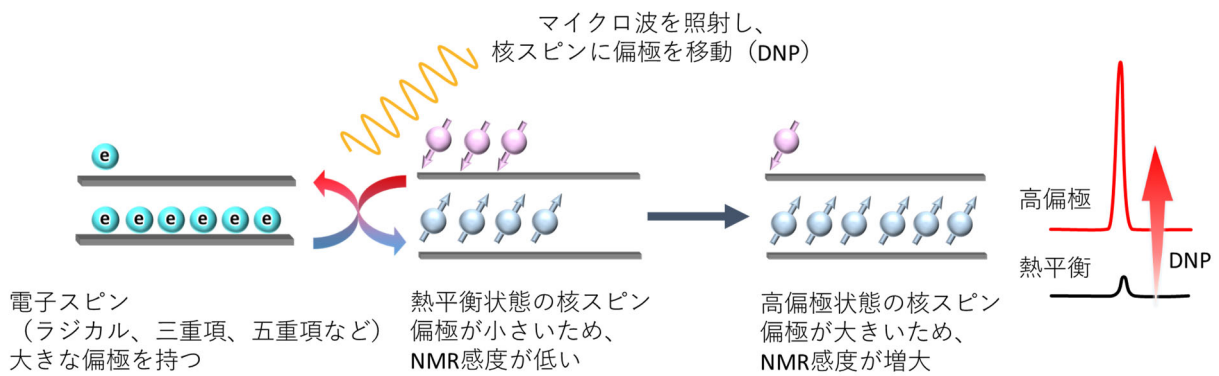 マイクロ波を照射し、
核スピンに偏極を移動（DNP）
e
e e e e e e
高偏極
熱平衡
DNP
電子スピン
（ラジカル、三重項、五重項など）
大きな偏極を持つ
熱平衡状態の核スピン
偏極が小さいため、
NMR感度が低い
高偏極状態の核スピン
偏極が大きいため、
NMR感度が増大